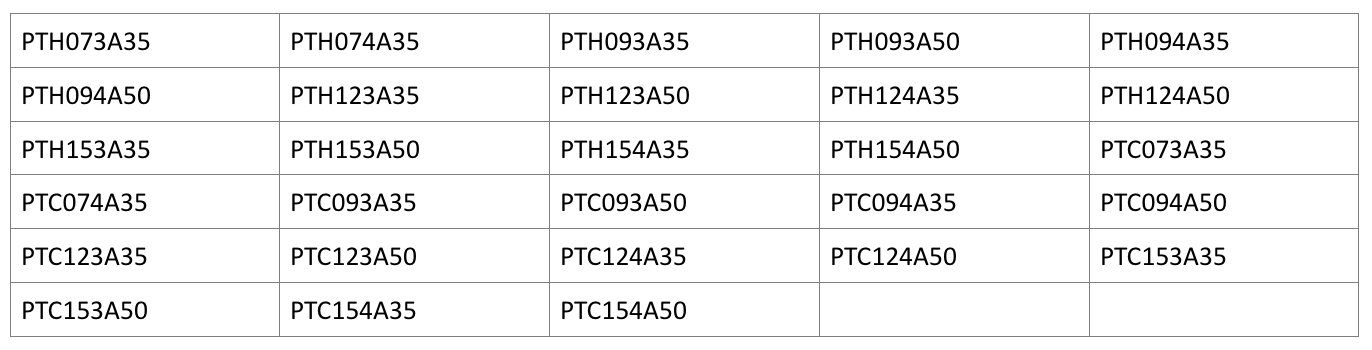 PTH073A35 PTH074A35 PTH093A35 PTH093A50 PTH094A35
PTH094A50 PTH123A35 PTH123A50 PTH124A35 PTH124A50
PTH153A35 PTH153A50 PTH154A35 PTH154A50 PTC073A35
PTC074A35 PTC093A35 PTC093A50 PTC094A35 PTC094A50
PTC123A35 PTC123A50 PTC124A35 PTC124A50 PTC153A35
PTC153A50 PTC154A35 PTC154A50